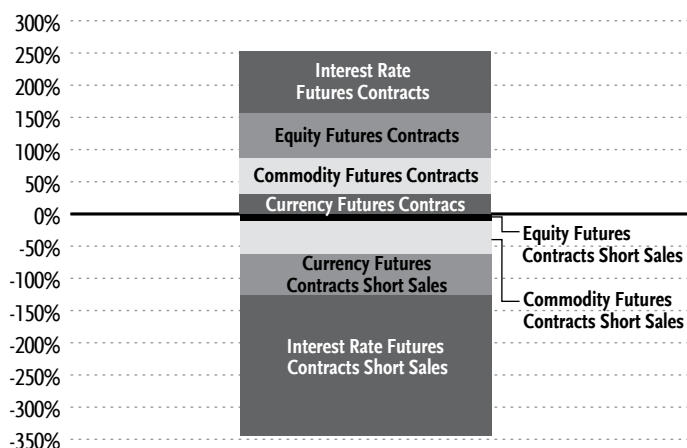 300%
250%
200%
150%
100%
50%
0%
-50%
-100%
-150%
-200%
-250%
-300%
-350%
Interest Rate
Futures Contracts
Equity Futures Contracts
Commodity Futures Contracts
Currency Futures Contracs
Equity Futures
Contracts Short Sales
Currency Futures
Contracts Short Sales
Commodity Futures
Contracts Short Sales
Interest Rate Futures
Contracts Short Sales